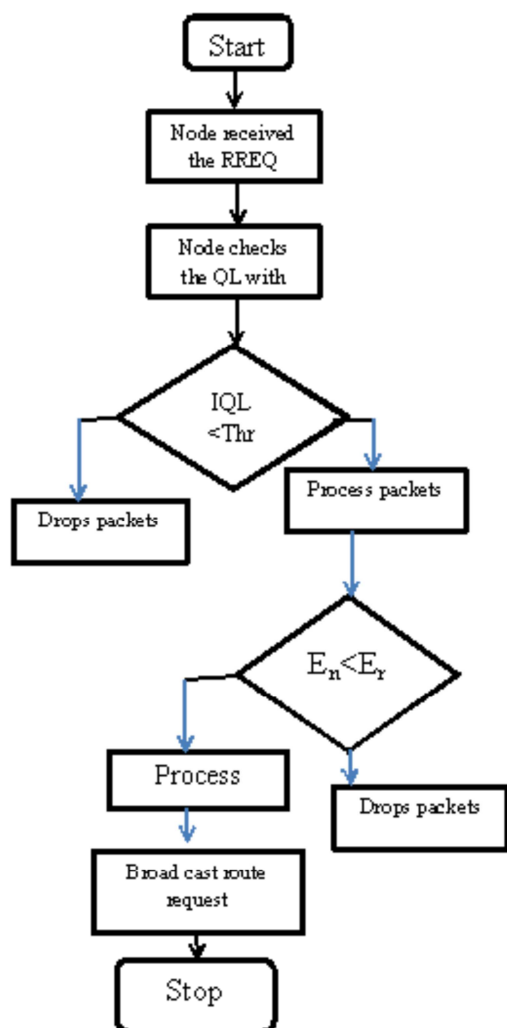 Start
Node received
the RREQ
Node checks
the QL with
IQL
<Thr
Drops packets
Process packets
Eₙ<Eᵣ
Process
Drops packets
Broad cast route
request
Stop